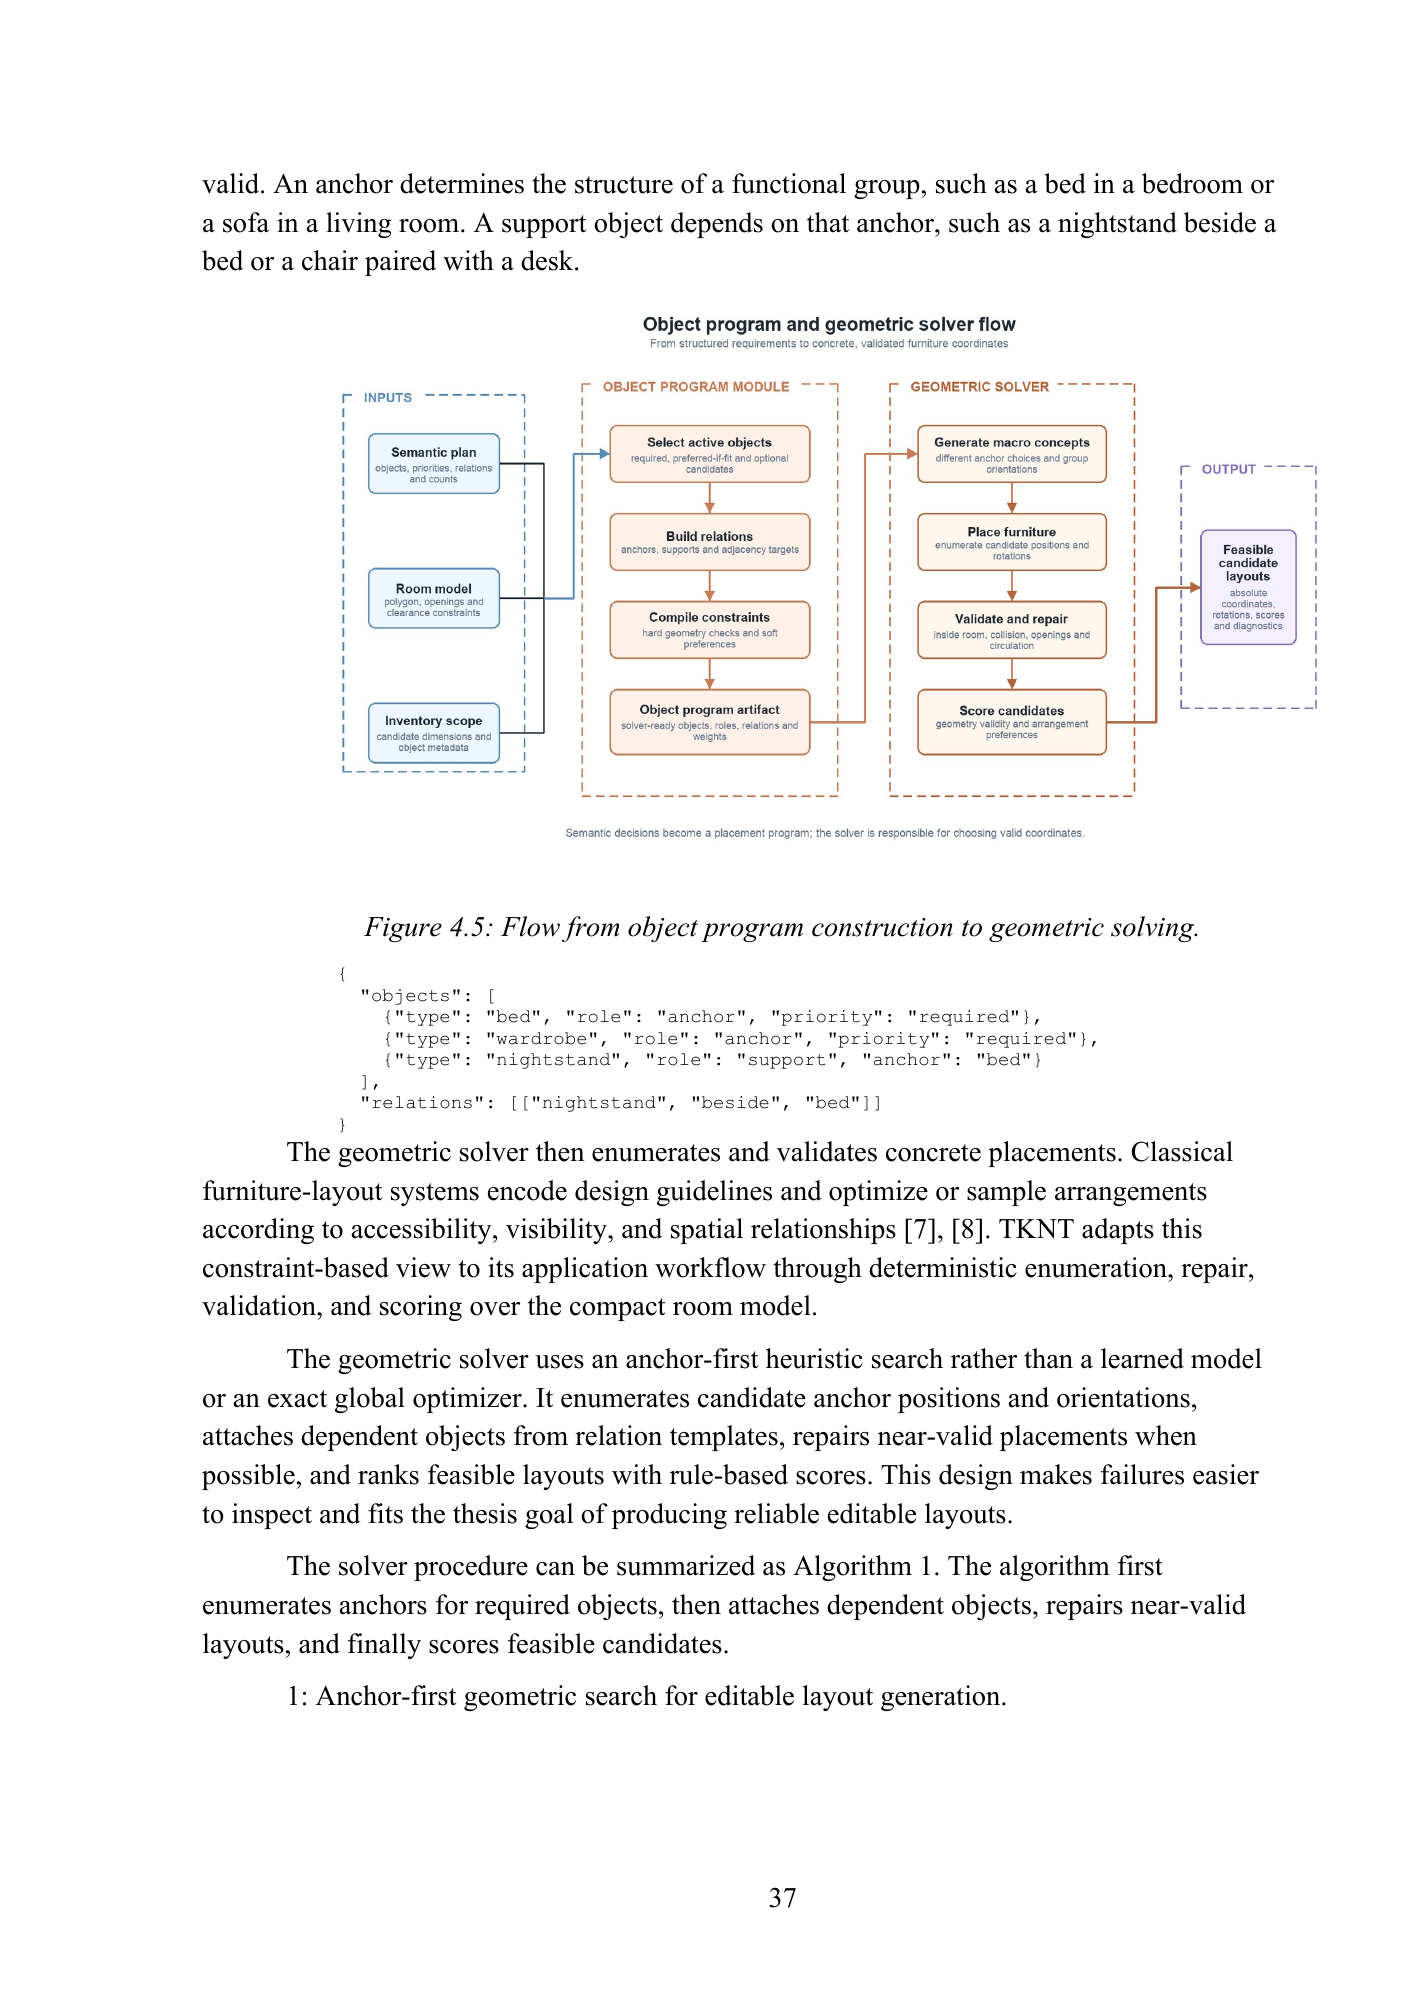 valid. An anchor determines the structure of a functional group, such as a bed in a bedroom or
a sofa in a living room. A support object depends on that anchor, such as a nightstand beside a
bed or a chair paired with a desk.
Object program and geometric solver flow
From structured requirements to concrete, validated furniture coordinates
INPUTS
Semantic plan
objects, priorities, relations
and counts
Room model
polygon, openings and
clearance constraints
Inventory scope
candidate dimensions and
object metadata
OBJECT PROGRAM MODULE
Select active objects
required, preferred-if-fit and optional
candidates
Build relations
anchors, supports and adjacency targets
Compile constraints
hard geometry checks and soft
preferences
Object program artifact
solver-ready objects, roles, relations and
weights
GEOMETRIC SOLVER
Generate macro concepts
different anchor choices and group
orientations
Place furniture
enumerate candidate positions and
rotations
Validate and repair
inside room, collision, openings and
circulation
Score candidates
geometry validity and arrangement
preferences
OUTPUT
Feasible
candidate
layouts
absolute
coordinates,
rotations, scores
and diagnostics
Semantic decisions become a placement program; the solver is responsible for choosing valid coordinates.
Figure 4.5: Flow from object program construction to geometric solving.
{
  "objects": [
    {"type": "bed", "role": "anchor", "priority": "required"},
    {"type": "wardrobe", "role": "anchor", "priority": "required"},
    {"type": "nightstand", "role": "support", "anchor": "bed"}
  ],
  "relations": [["nightstand", "beside", "bed"]]
}
The geometric solver then enumerates and validates concrete placements. Classical
furniture-layout systems encode design guidelines and optimize or sample arrangements
according to accessibility, visibility, and spatial relationships [7], [8]. TKNT adapts this
constraint-based view to its application workflow through deterministic enumeration, repair,
validation, and scoring over the compact room model.
The geometric solver uses an anchor-first heuristic search rather than a learned model
or an exact global optimizer. It enumerates candidate anchor positions and orientations,
attaches dependent objects from relation templates, repairs near-valid placements when
possible, and ranks feasible layouts with rule-based scores. This design makes failures easier
to inspect and fits the thesis goal of producing reliable editable layouts.
The solver procedure can be summarized as Algorithm 1. The algorithm first
enumerates anchors for required objects, then attaches dependent objects, repairs near-valid
layouts, and finally scores feasible candidates.
1: Anchor-first geometric search for editable layout generation.
37